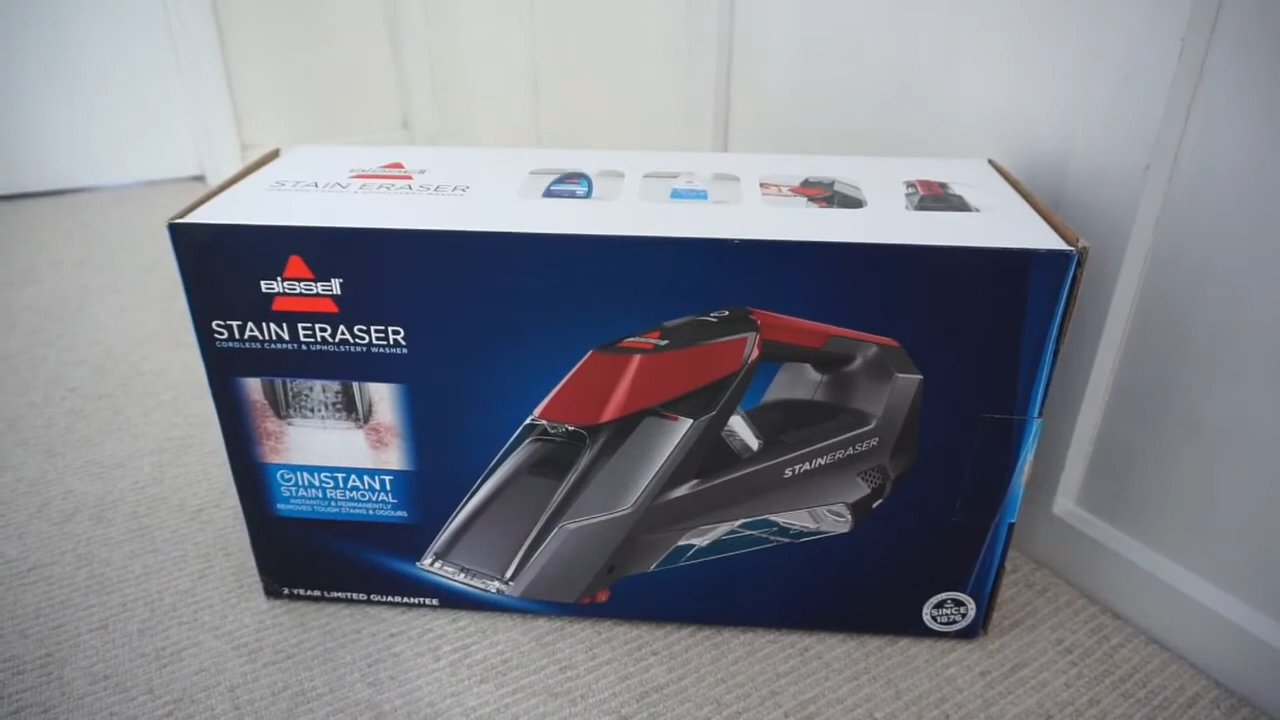 BISSELL
STAIN ERASER
BISSELL
STAIN ERASER
CORDLESS CARPET & UPHOLSTERY WASHER
INSTANT
STAIN REMOVAL
INSTANTLY & PERMANENTLY
REMOVES TOUGH STAINS & ODOURS
BISSELL
STAINERASER
2 YEAR LIMITED GUARANTEE
SINCE
1876